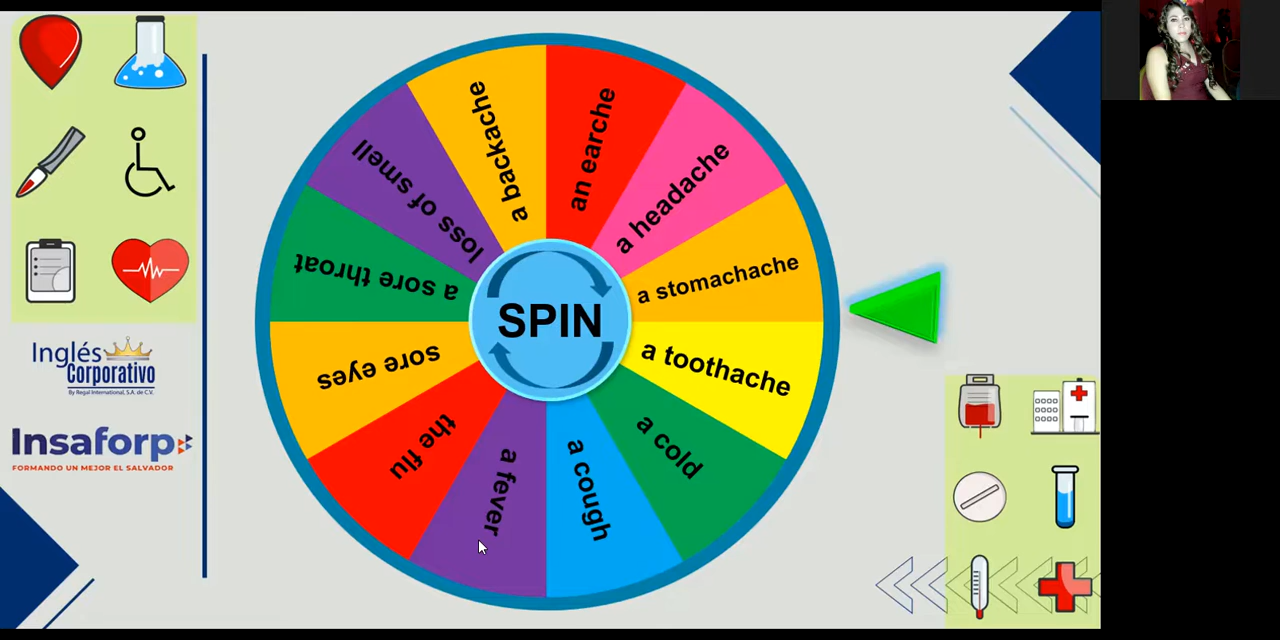 a backache
an earche
a headache
a stomachache
a toothache
a cold
a cough
a fever
the flu
sore eyes
a sore throat
loss of smell
SPIN
Inglés
Corporativo
By Regal International, S.A. de C.V.
Insaforp
FORMANDO UN MEJOR EL SALVADOR